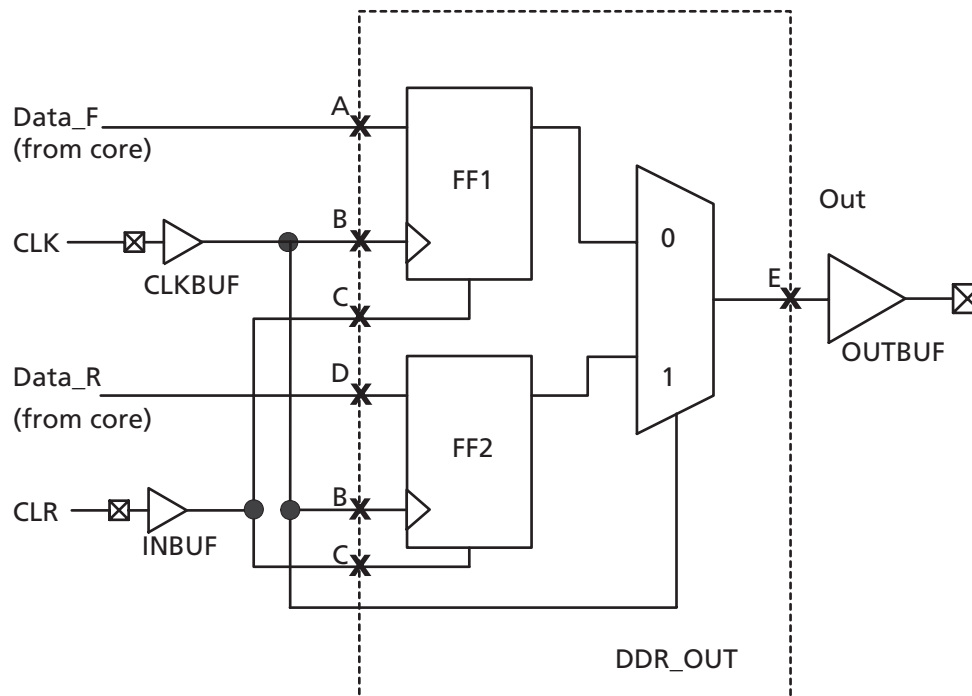 Data_F
(from core)
A
FF1
CLK
CLKBUF
B
C
0
Out
E
OUTBUF
Data_R
(from core)
D
1
FF2
CLR
INBUF
B
C
DDR_OUT